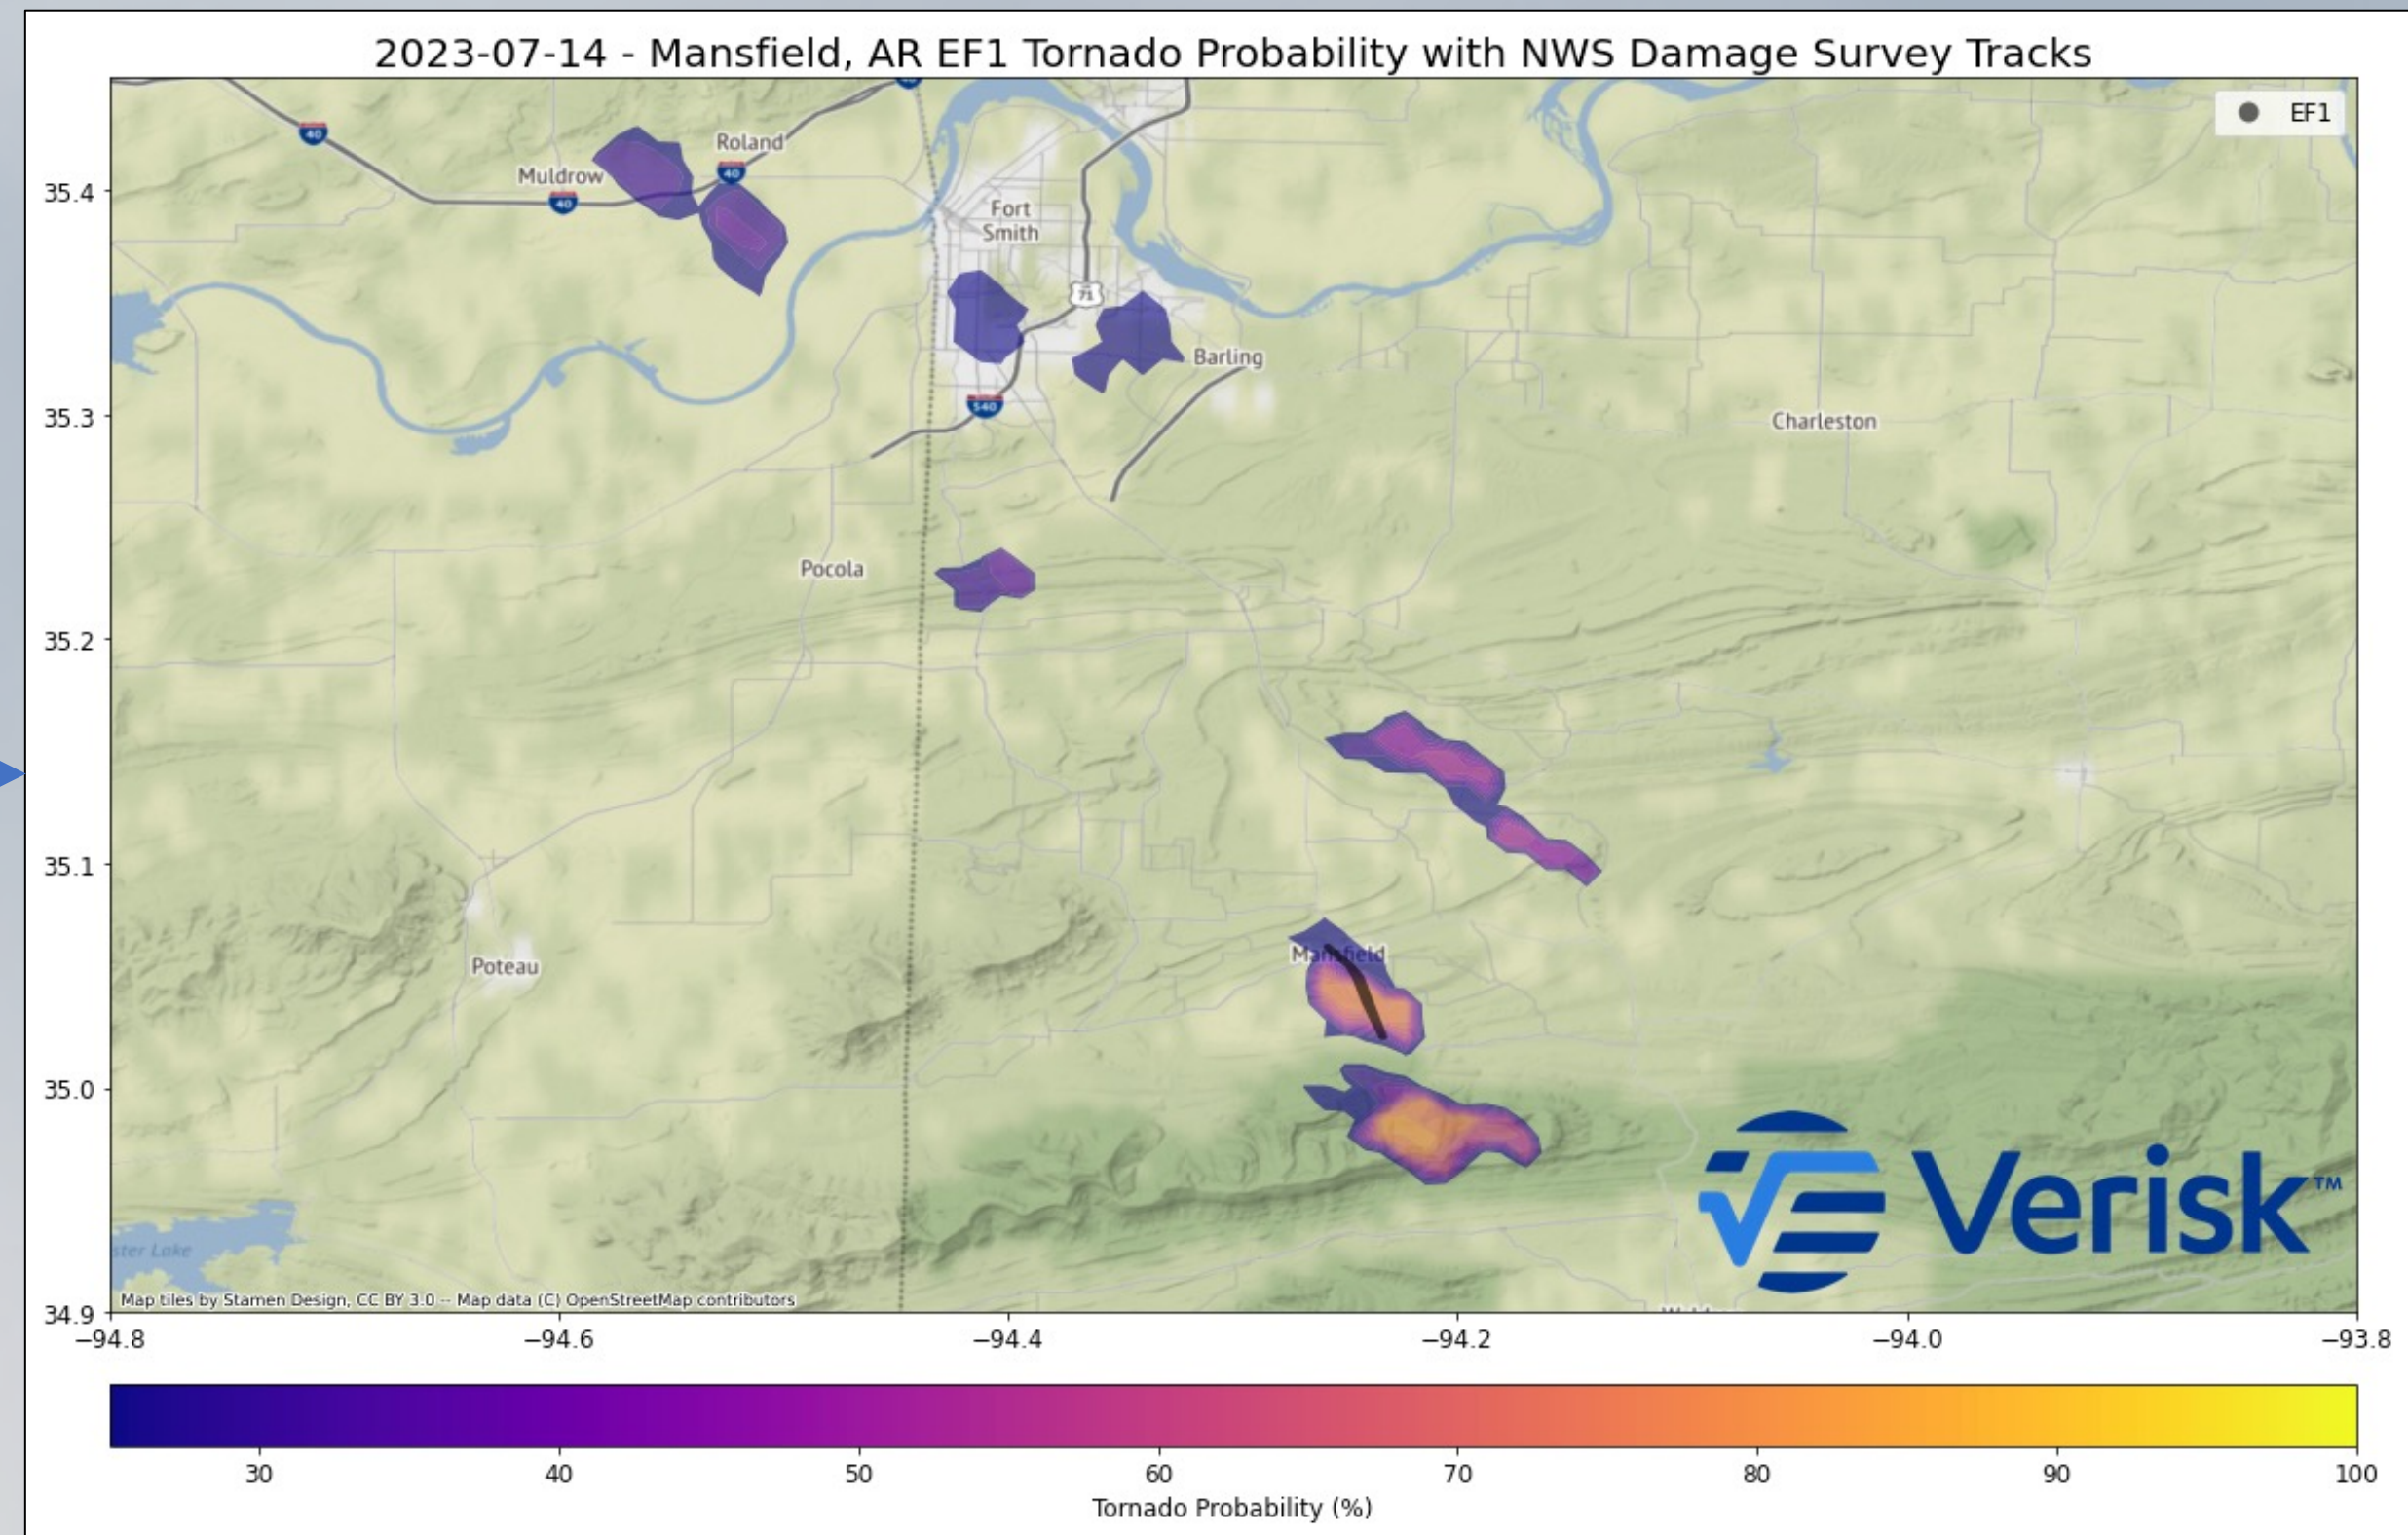 2023-07-14 - Mansfield, AR EF1 Tornado Probability with NWS Damage Survey Tracks
EF1
40
Roland
40
Muldrow
40
35.4
Fort
Smith
71
Barling
35.3
540
Charleston
Pocola
35.2
35.1
Mansfield
Poteau
35.0
Verisk™
ster Lake
Map tiles by Stamen Design, CC BY 3.0 -- Map data (C) OpenStreetMap contributors
34.9
−94.8 −94.6 −94.4 −94.2 −94.0 −93.8
30 40 50 60 70 80 90 100
Tornado Probability (%)